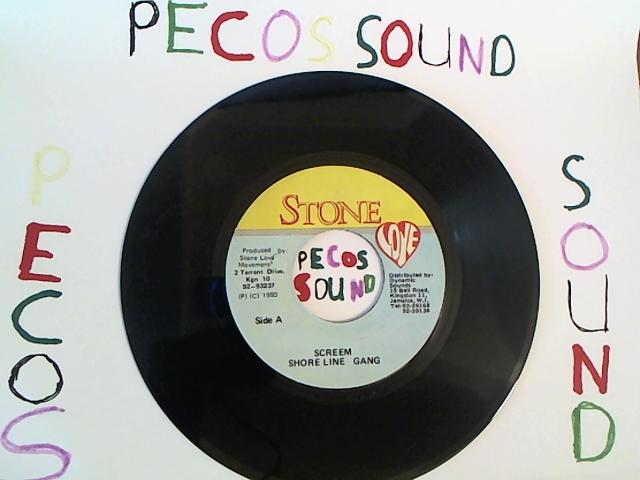 PECOS SOUND
PECOS
SOUND
STONE
LOVE
Produced by:
Stone Love
Movement
2 Tarrant Drive,
Kgn 10
92-93237
(P) (C) 1993
Side A
PECOS
SOUND
Distributed by:
Dynamic
Sounds
15 Bell Road,
Kingston 11,
Jamaica, W.I.
Tel: 92-39168
92-39138
SCREEM
SHORE LINE GANG